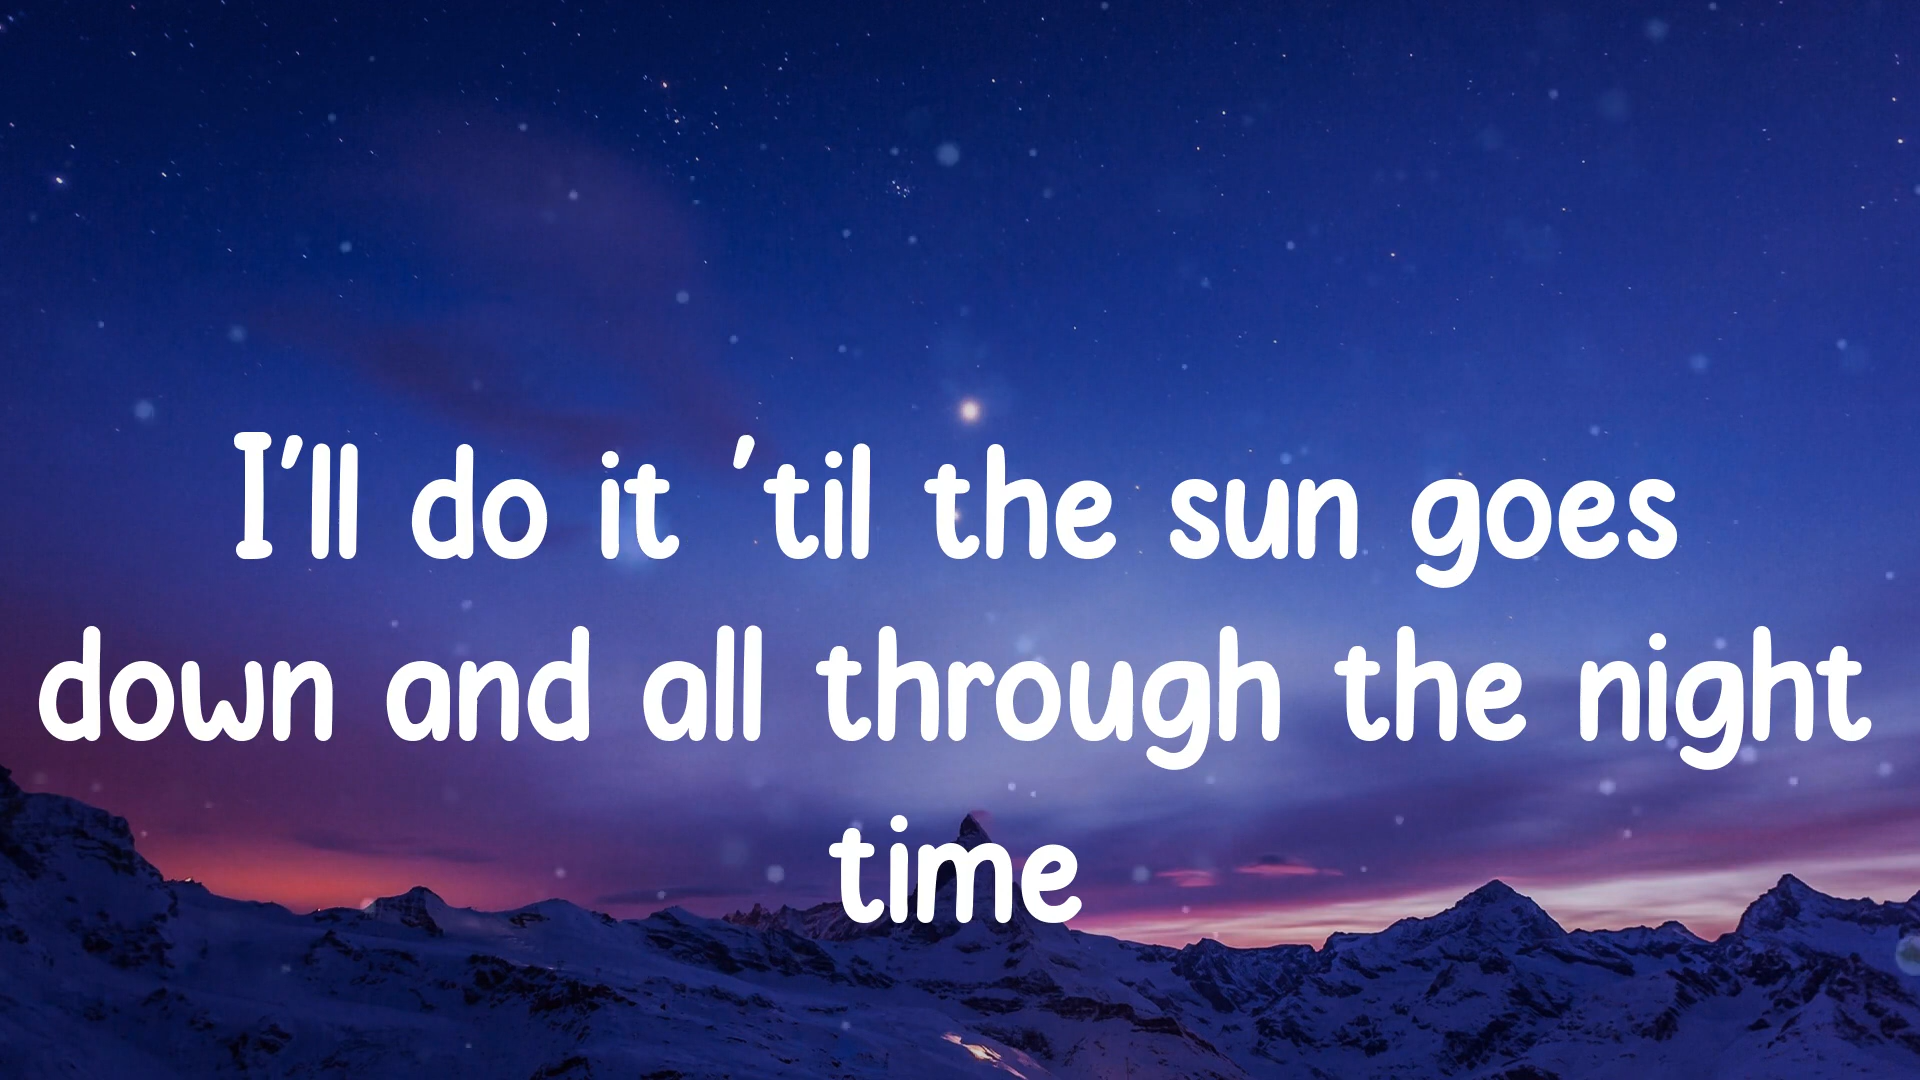 I'll do it 'til the sun goes
down and all through the night
time